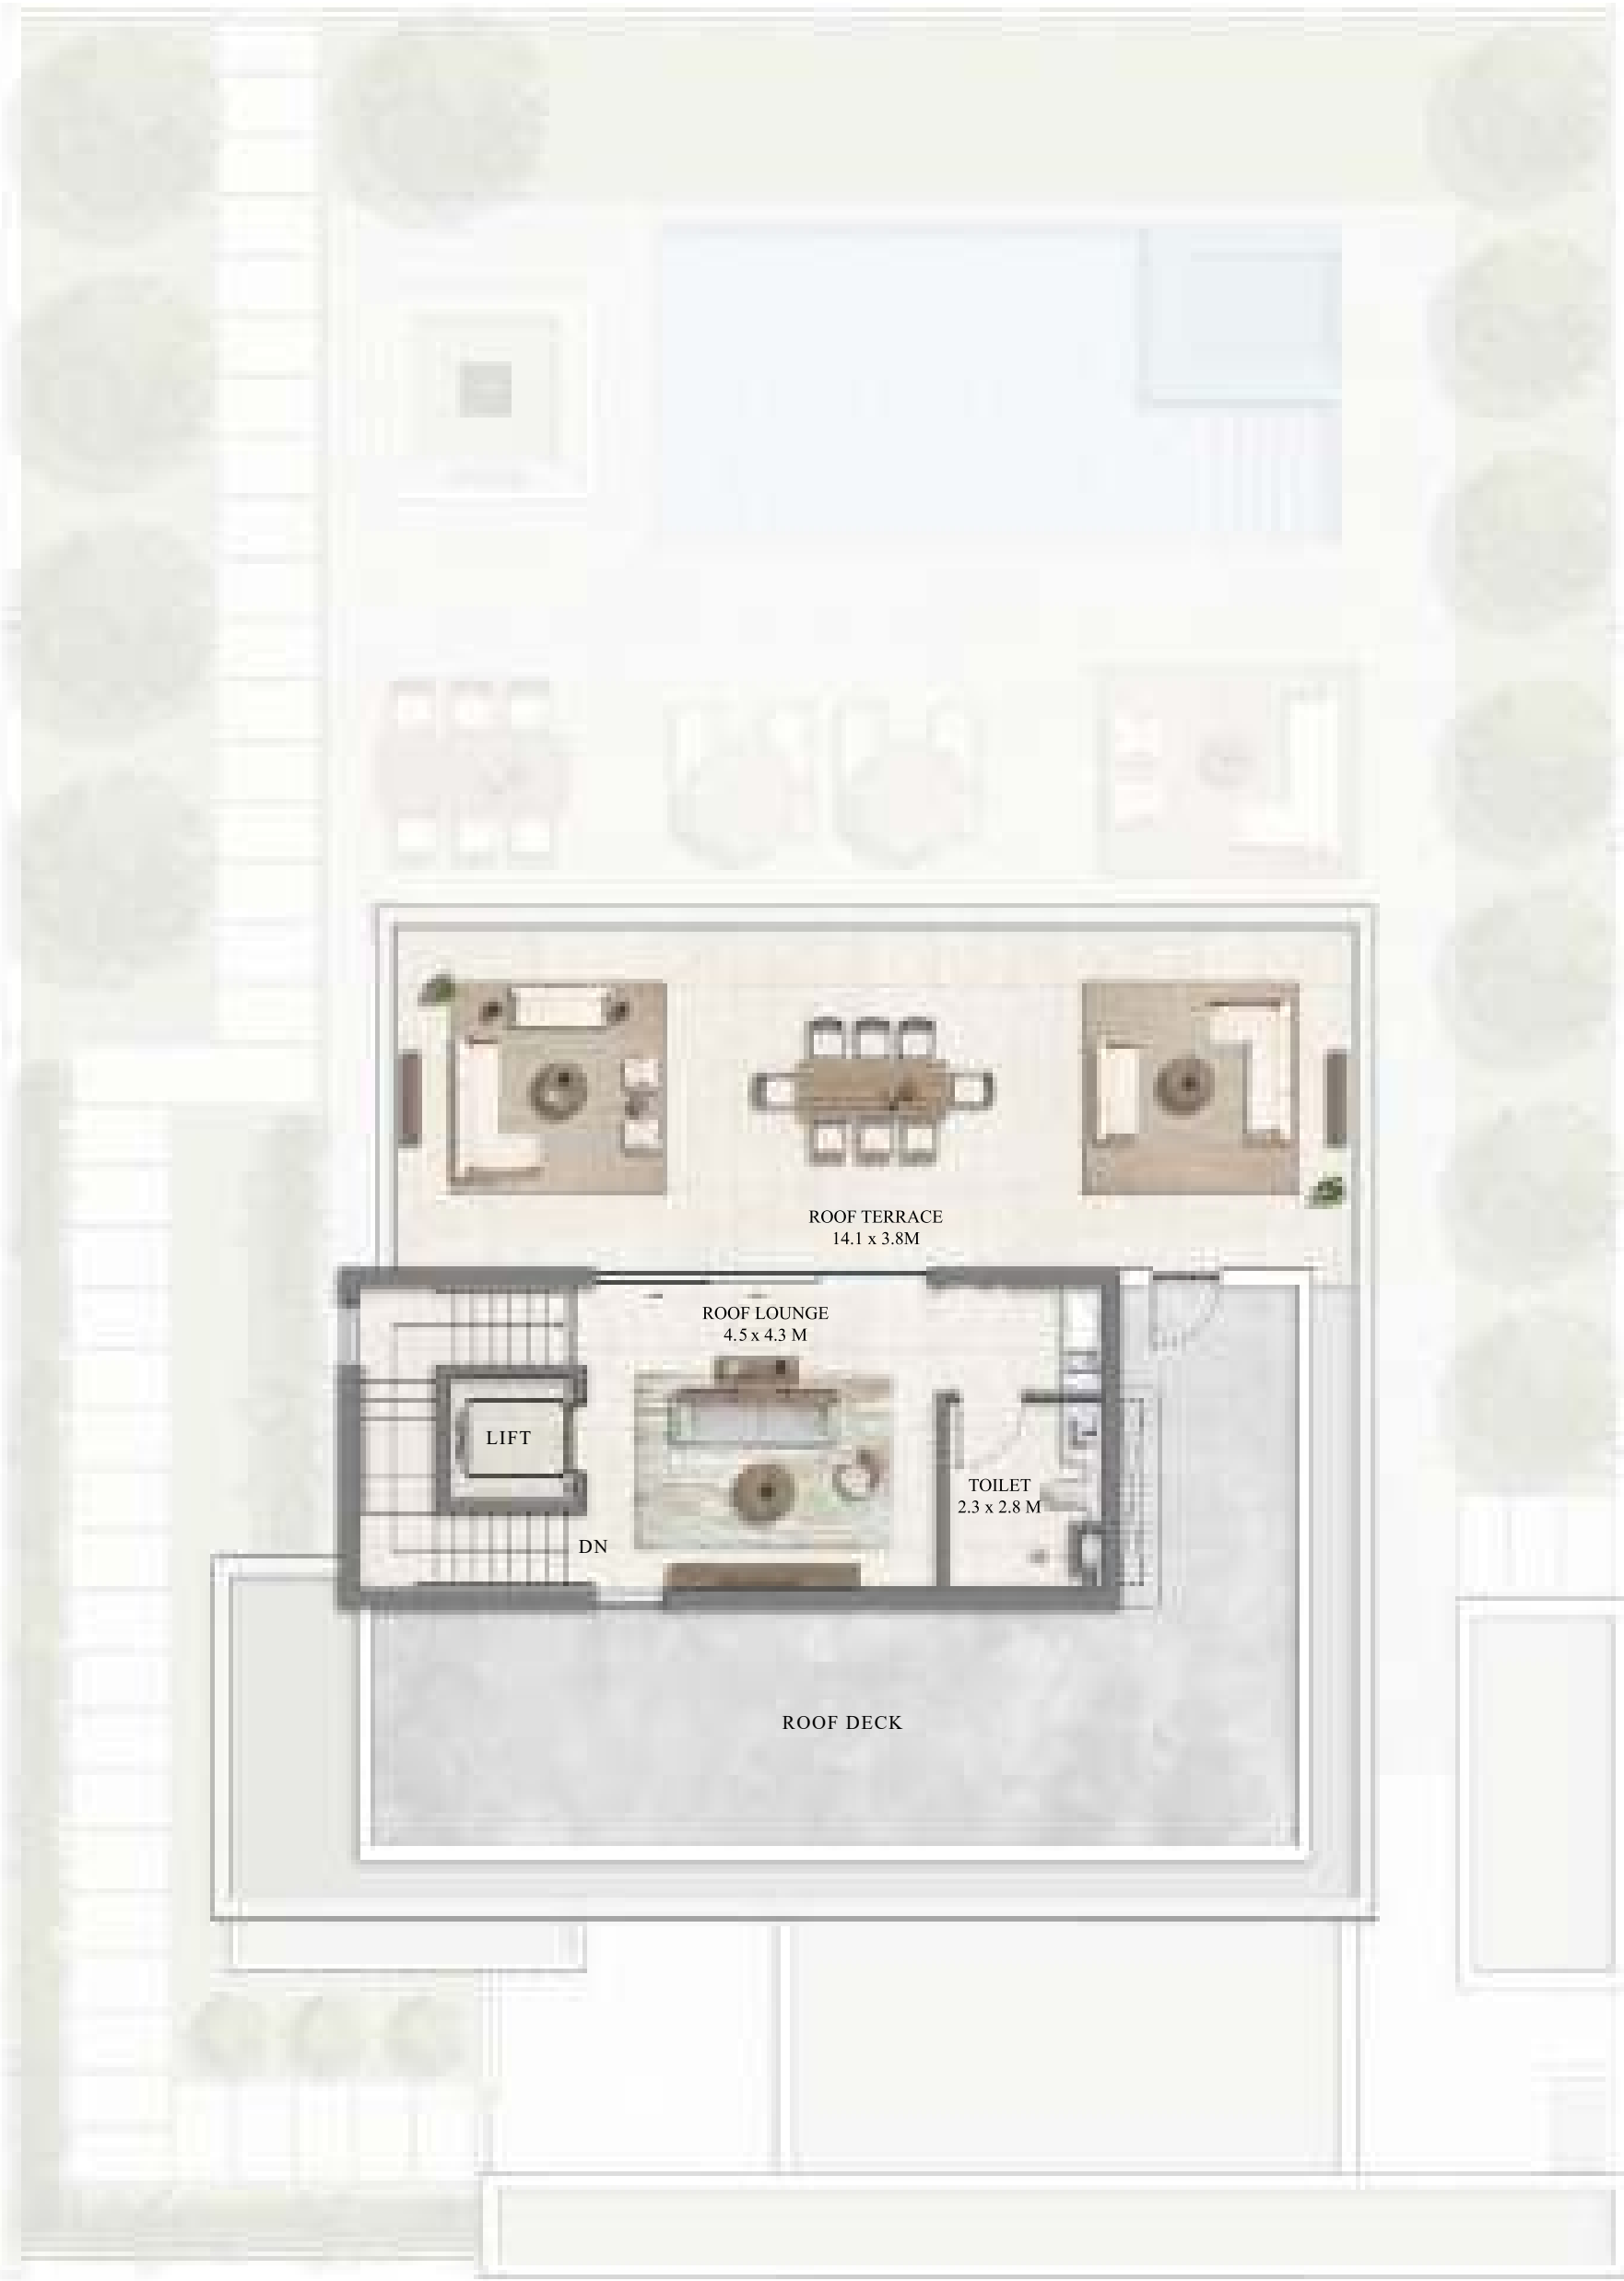 ROOF TERRACE
14.1 x 3.8M
ROOF LOUNGE
4.5 x 4.3 M
LIFT
TOILET
2.3 x 2.8 M
DN
ROOF DECK